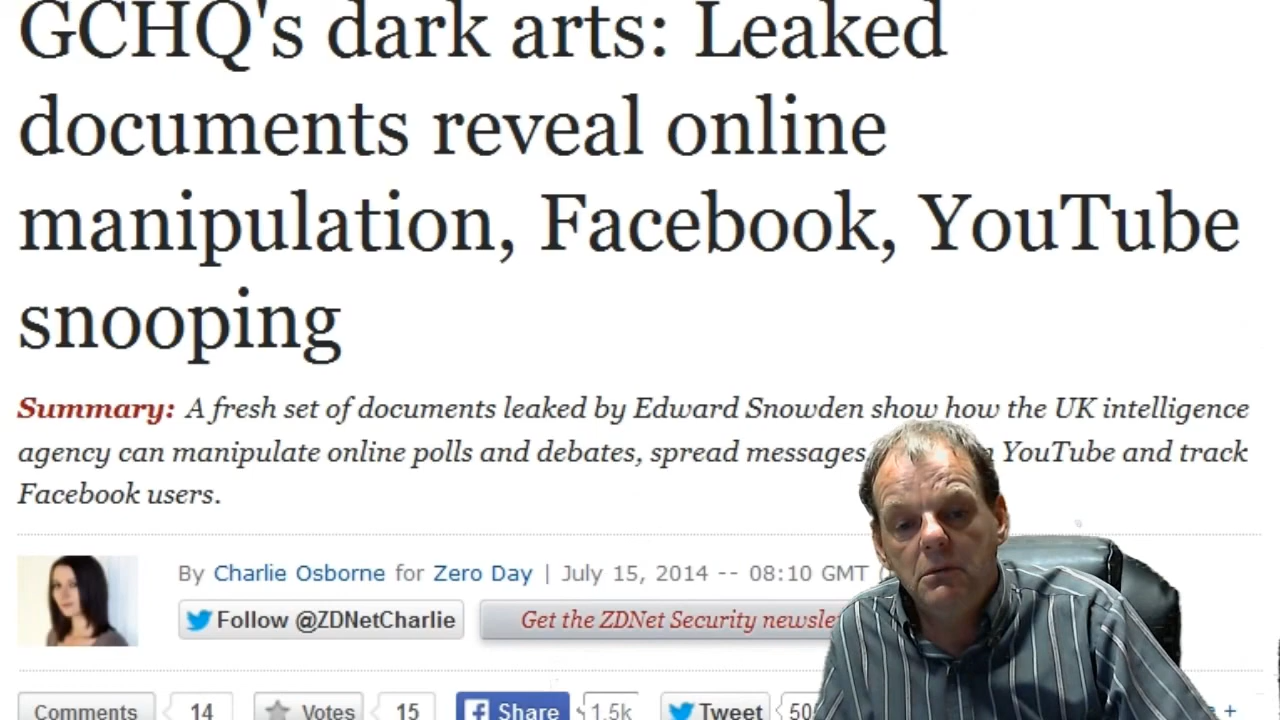 GCHQ's dark arts: Leaked
documents reveal online
manipulation, Facebook, YouTube
snooping
Summary: A fresh set of documents leaked by Edward Snowden show how the UK intelligence
agency can manipulate online polls and debates, spread messages YouTube and track
Facebook users.
By Charlie Osborne for Zero Day | July 15, 2014 -- 08:10 GMT
Follow @ZDNetCharlie Get the ZDNet Security
Comments 14 Votes 15 Share 1.5k Tweet